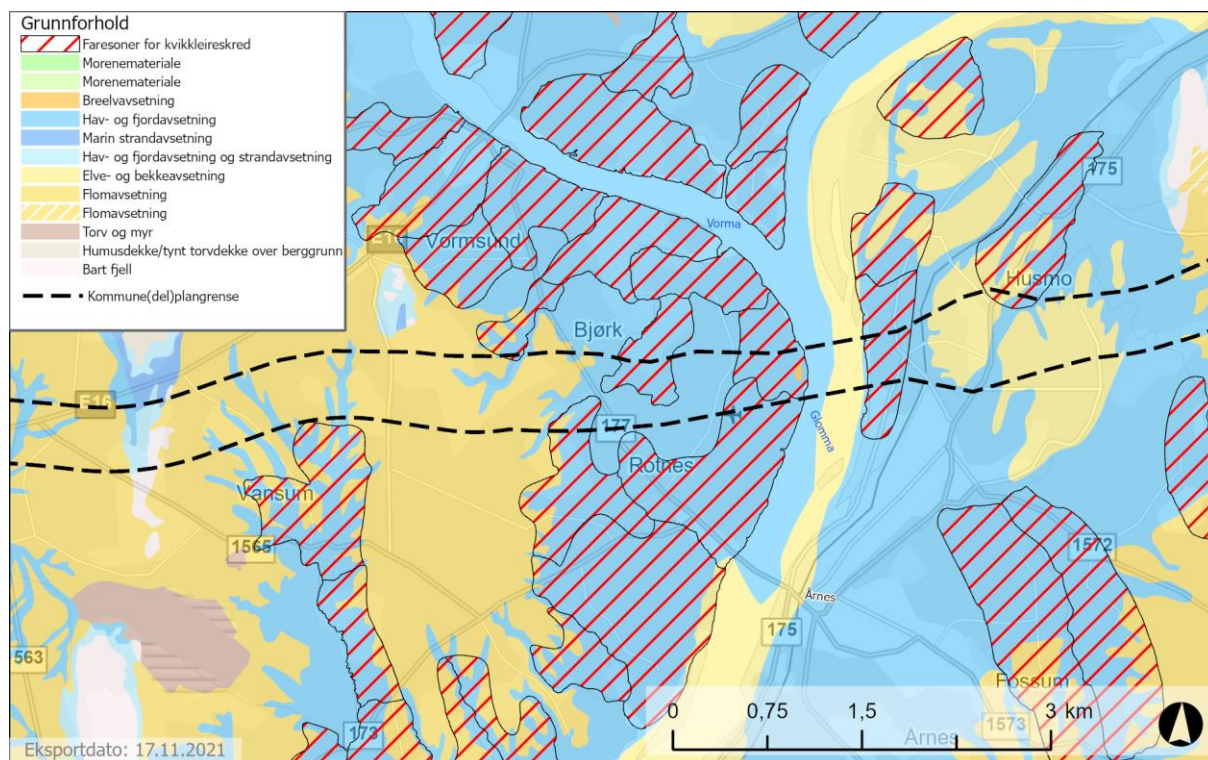 Grunnforhold
Faresoner for kvikkleireskred
Morenemateriale
Morenemateriale
Breelvavsetning
Hav- og fjordavsetning
Marin strandavsetning
Hav- og fjordavsetning og strandavsetning
Elve- og bekkeavsetning
Flomavsetning
Flomavsetning
Torv og myr
Humusdekke/tynt torvdekke over berggrunn
Bart fjell
Kommune(del)plangrense
175
Vorma
Vormsund
Husmo
Bjørk
E16
177
Glomma
Rotnes
Vansum
1565
1572
Årnes
175
563
Fossum
173
1573
Årnes
0 0,75 1,5 3 km
Eksportdato: 17.11.2021